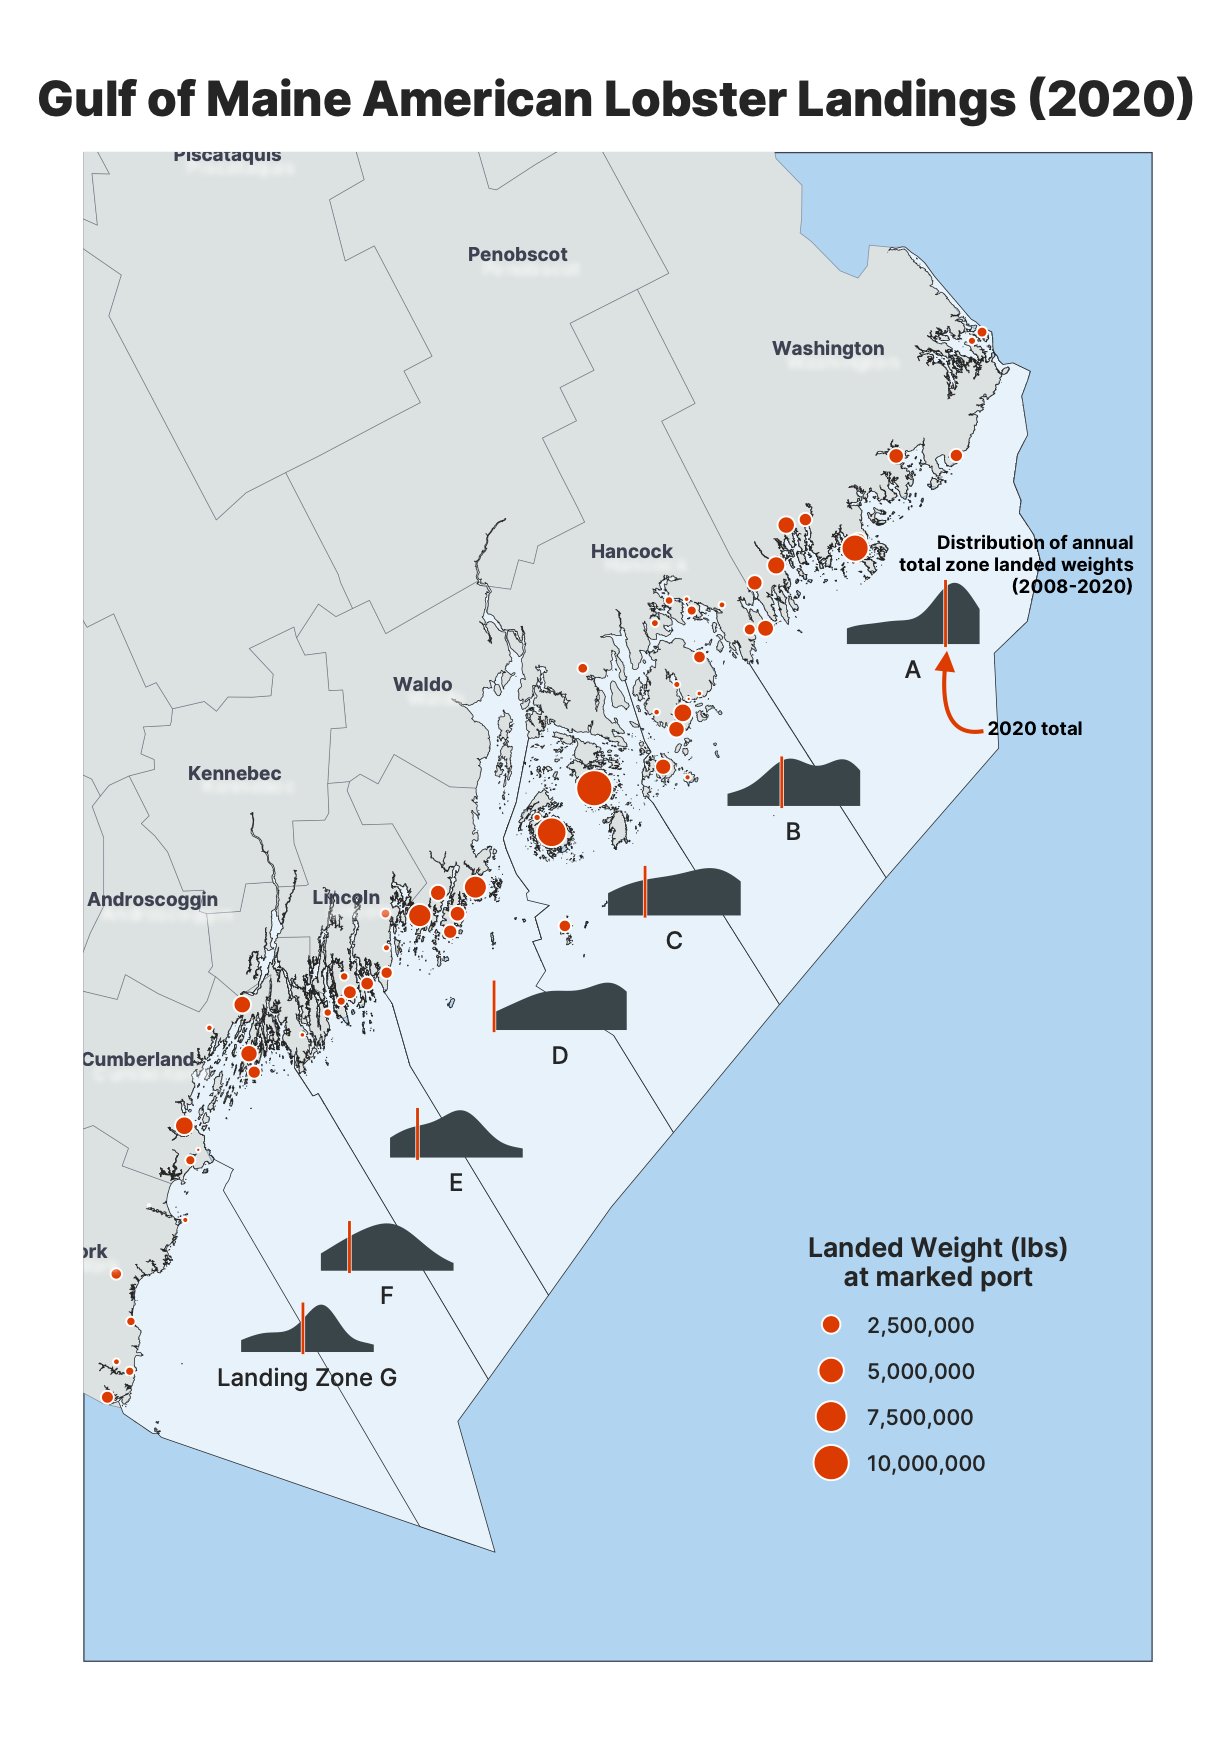 Gulf of Maine American Lobster Landings (2020)
Piscataquis
Penobscot
Washington
Hancock
Distribution of annual
total zone landed weights
(2008-2020)
A
Waldo
2020 total
Kennebec
B
Androscoggin
Lincoln
C
D
Cumberland
E
ork
F
Landing Zone G
Landed Weight (lbs)
at marked port
2,500,000
5,000,000
7,500,000
10,000,000